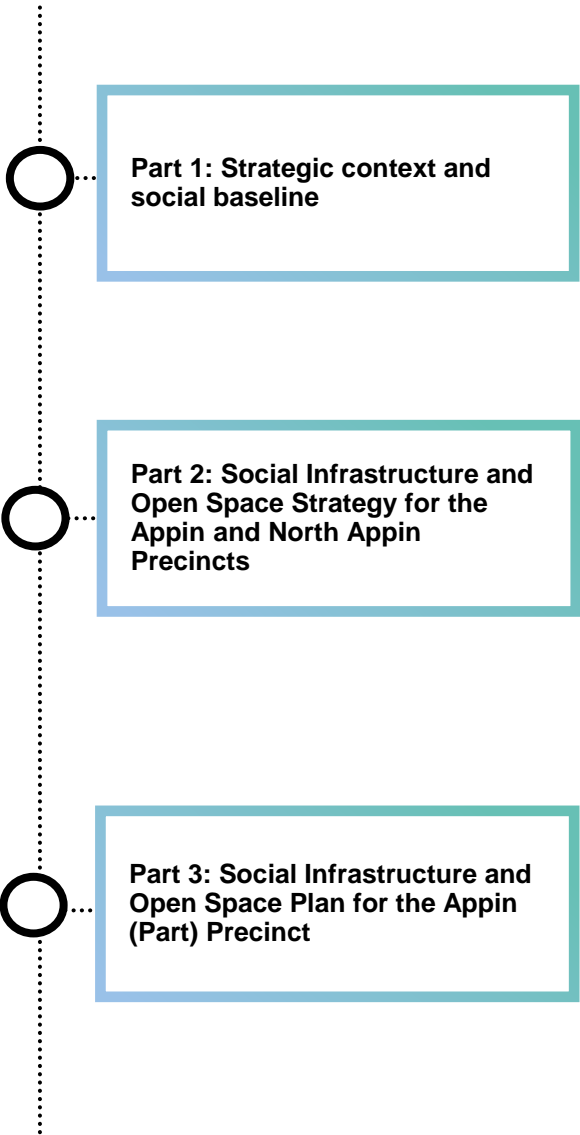 Part 1: Strategic context and
social baseline
Part 2: Social Infrastructure and
Open Space Strategy for the
Appin and North Appin
Precincts
Part 3: Social Infrastructure and
Open Space Plan for the Appin
(Part) Precinct